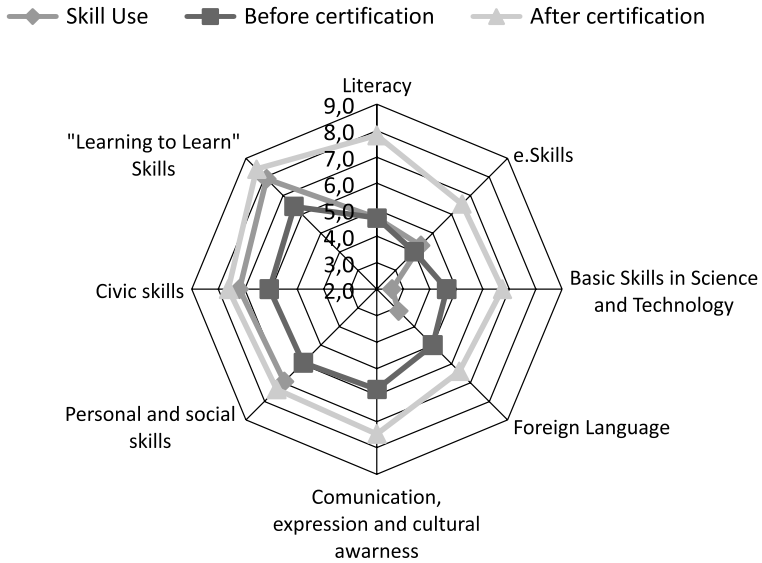 Skill Use
Before certification
After certification
Literacy
9,0
8,0
7,0
6,0
5,0
4,0
3,0
2,0
"Learning to Learn"
Skills
e.Skills
Civic skills
Basic Skills in Science
and Technology
Personal and social
skills
Foreign Language
Comunication,
expression and cultural
awarness